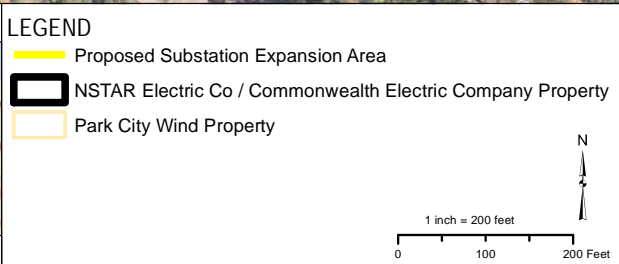 LEGEND
Proposed Substation Expansion Area
NSTAR Electric Co / Commonwealth Electric Company Property
Park City Wind Property
N
1 inch = 200 feet
0 100 200 Feet